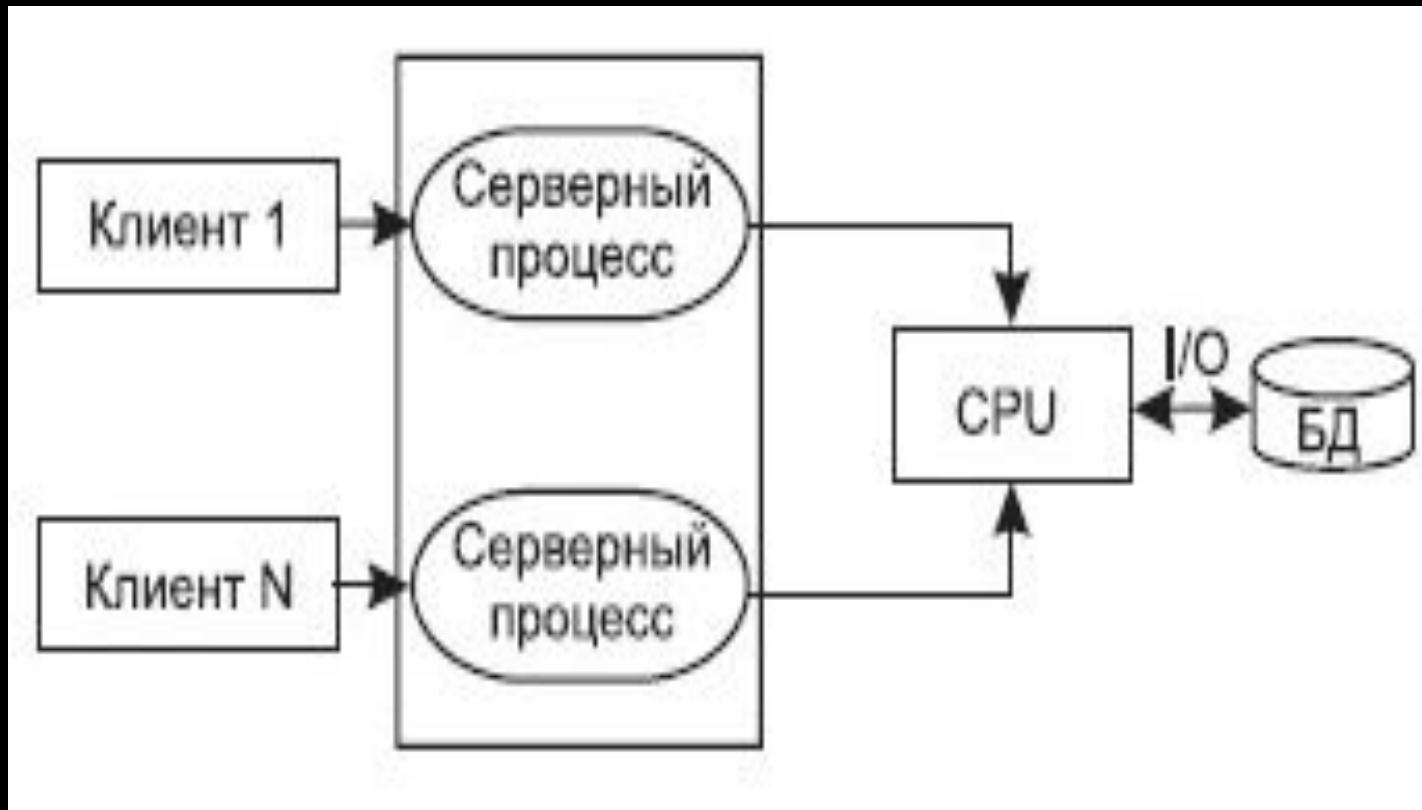 Клиент 1
Серверный
процесс
CPU
I/O
БД
Клиент N
Серверный
процесс